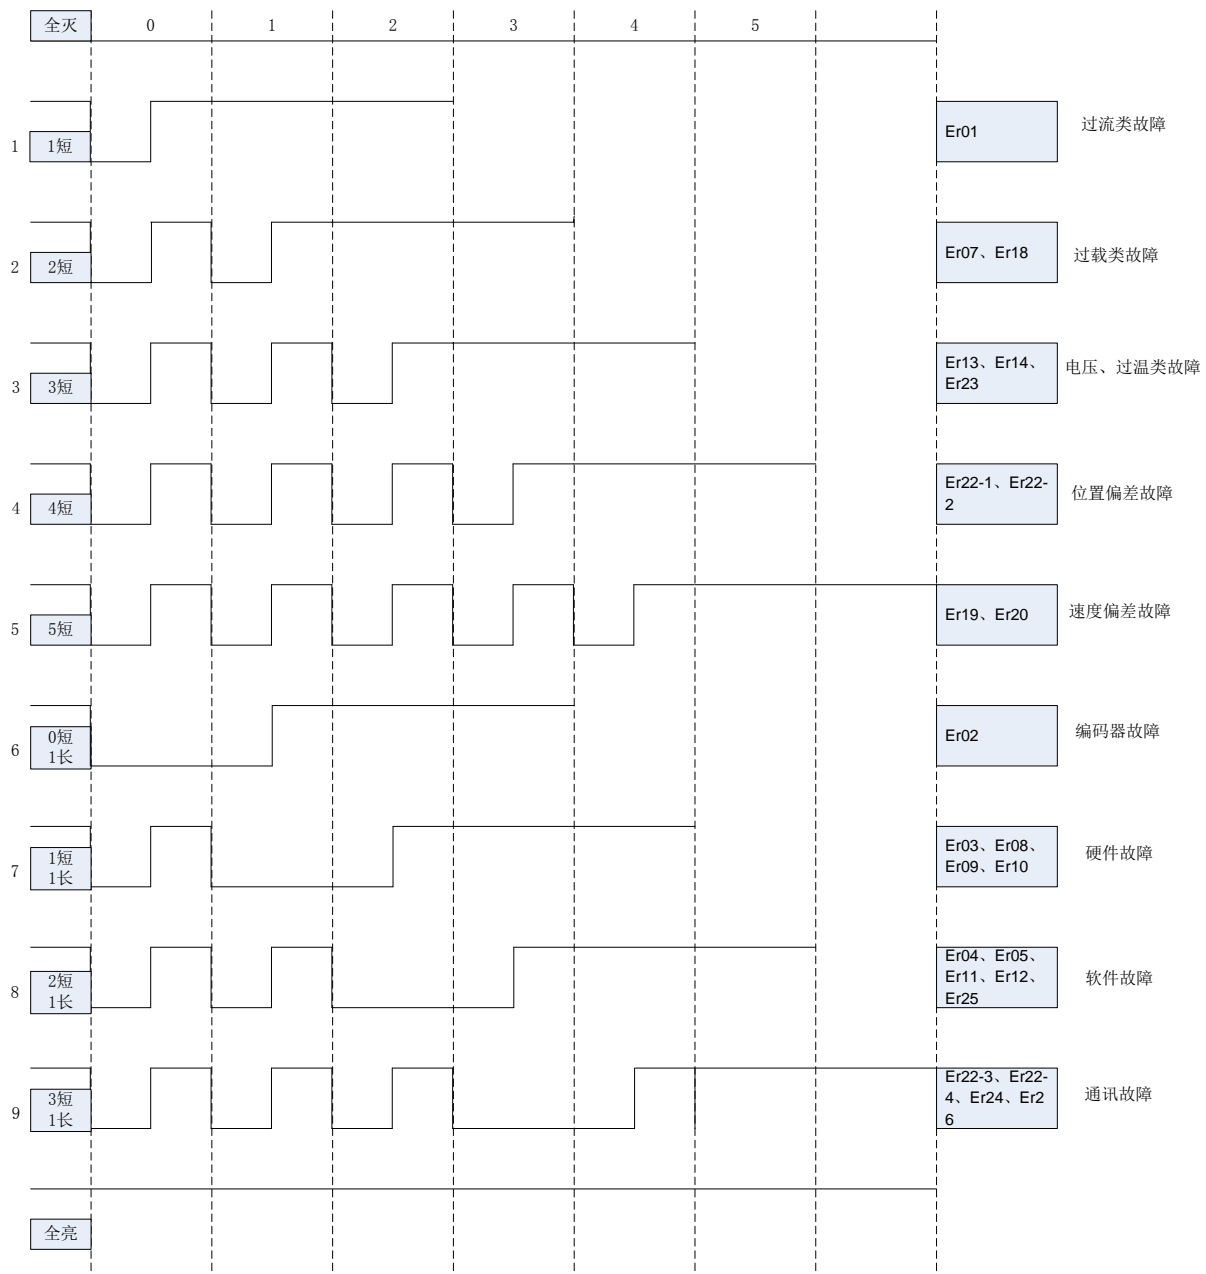 全灭 0 1 2 3 4 5
1 1短 Er01 过流类故障
2 2短 Er07、Er18 过载类故障
3 3短 Er13、Er14、
Er23 电压、过温类故障
4 4短 Er22-1、Er22-
2 位置偏差故障
5 5短 Er19、Er20 速度偏差故障
6 0短
1长 Er02 编码器故障
7 1短
1长 Er03、Er08、
Er09、Er10 硬件故障
8 2短
1长 Er04、Er05、
Er11、Er12、
Er25 软件故障
9 3短
1长 Er22-3、Er22-
4、Er24、Er2
6 通讯故障
全亮